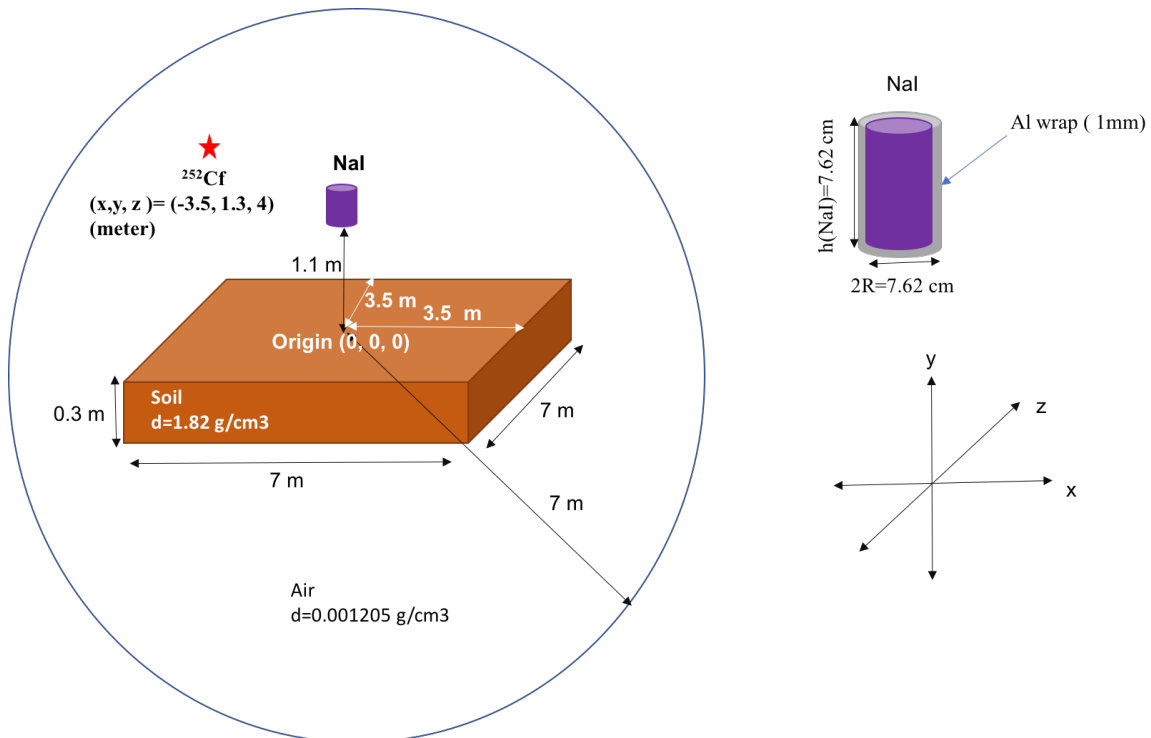 NaI
Al wrap ( 1mm)
h(NaI)=7.62 cm
2R=7.62 cm
²⁵²Cf
(x,y, z )= (-3.5, 1.3, 4)
(meter)
NaI
1.1 m
3.5 m
3.5 m
Origin (0, 0, 0)
Soil
d=1.82 g/cm3
0.3 m
7 m
7 m
7 m
Air
d=0.001205 g/cm3
y
z
x